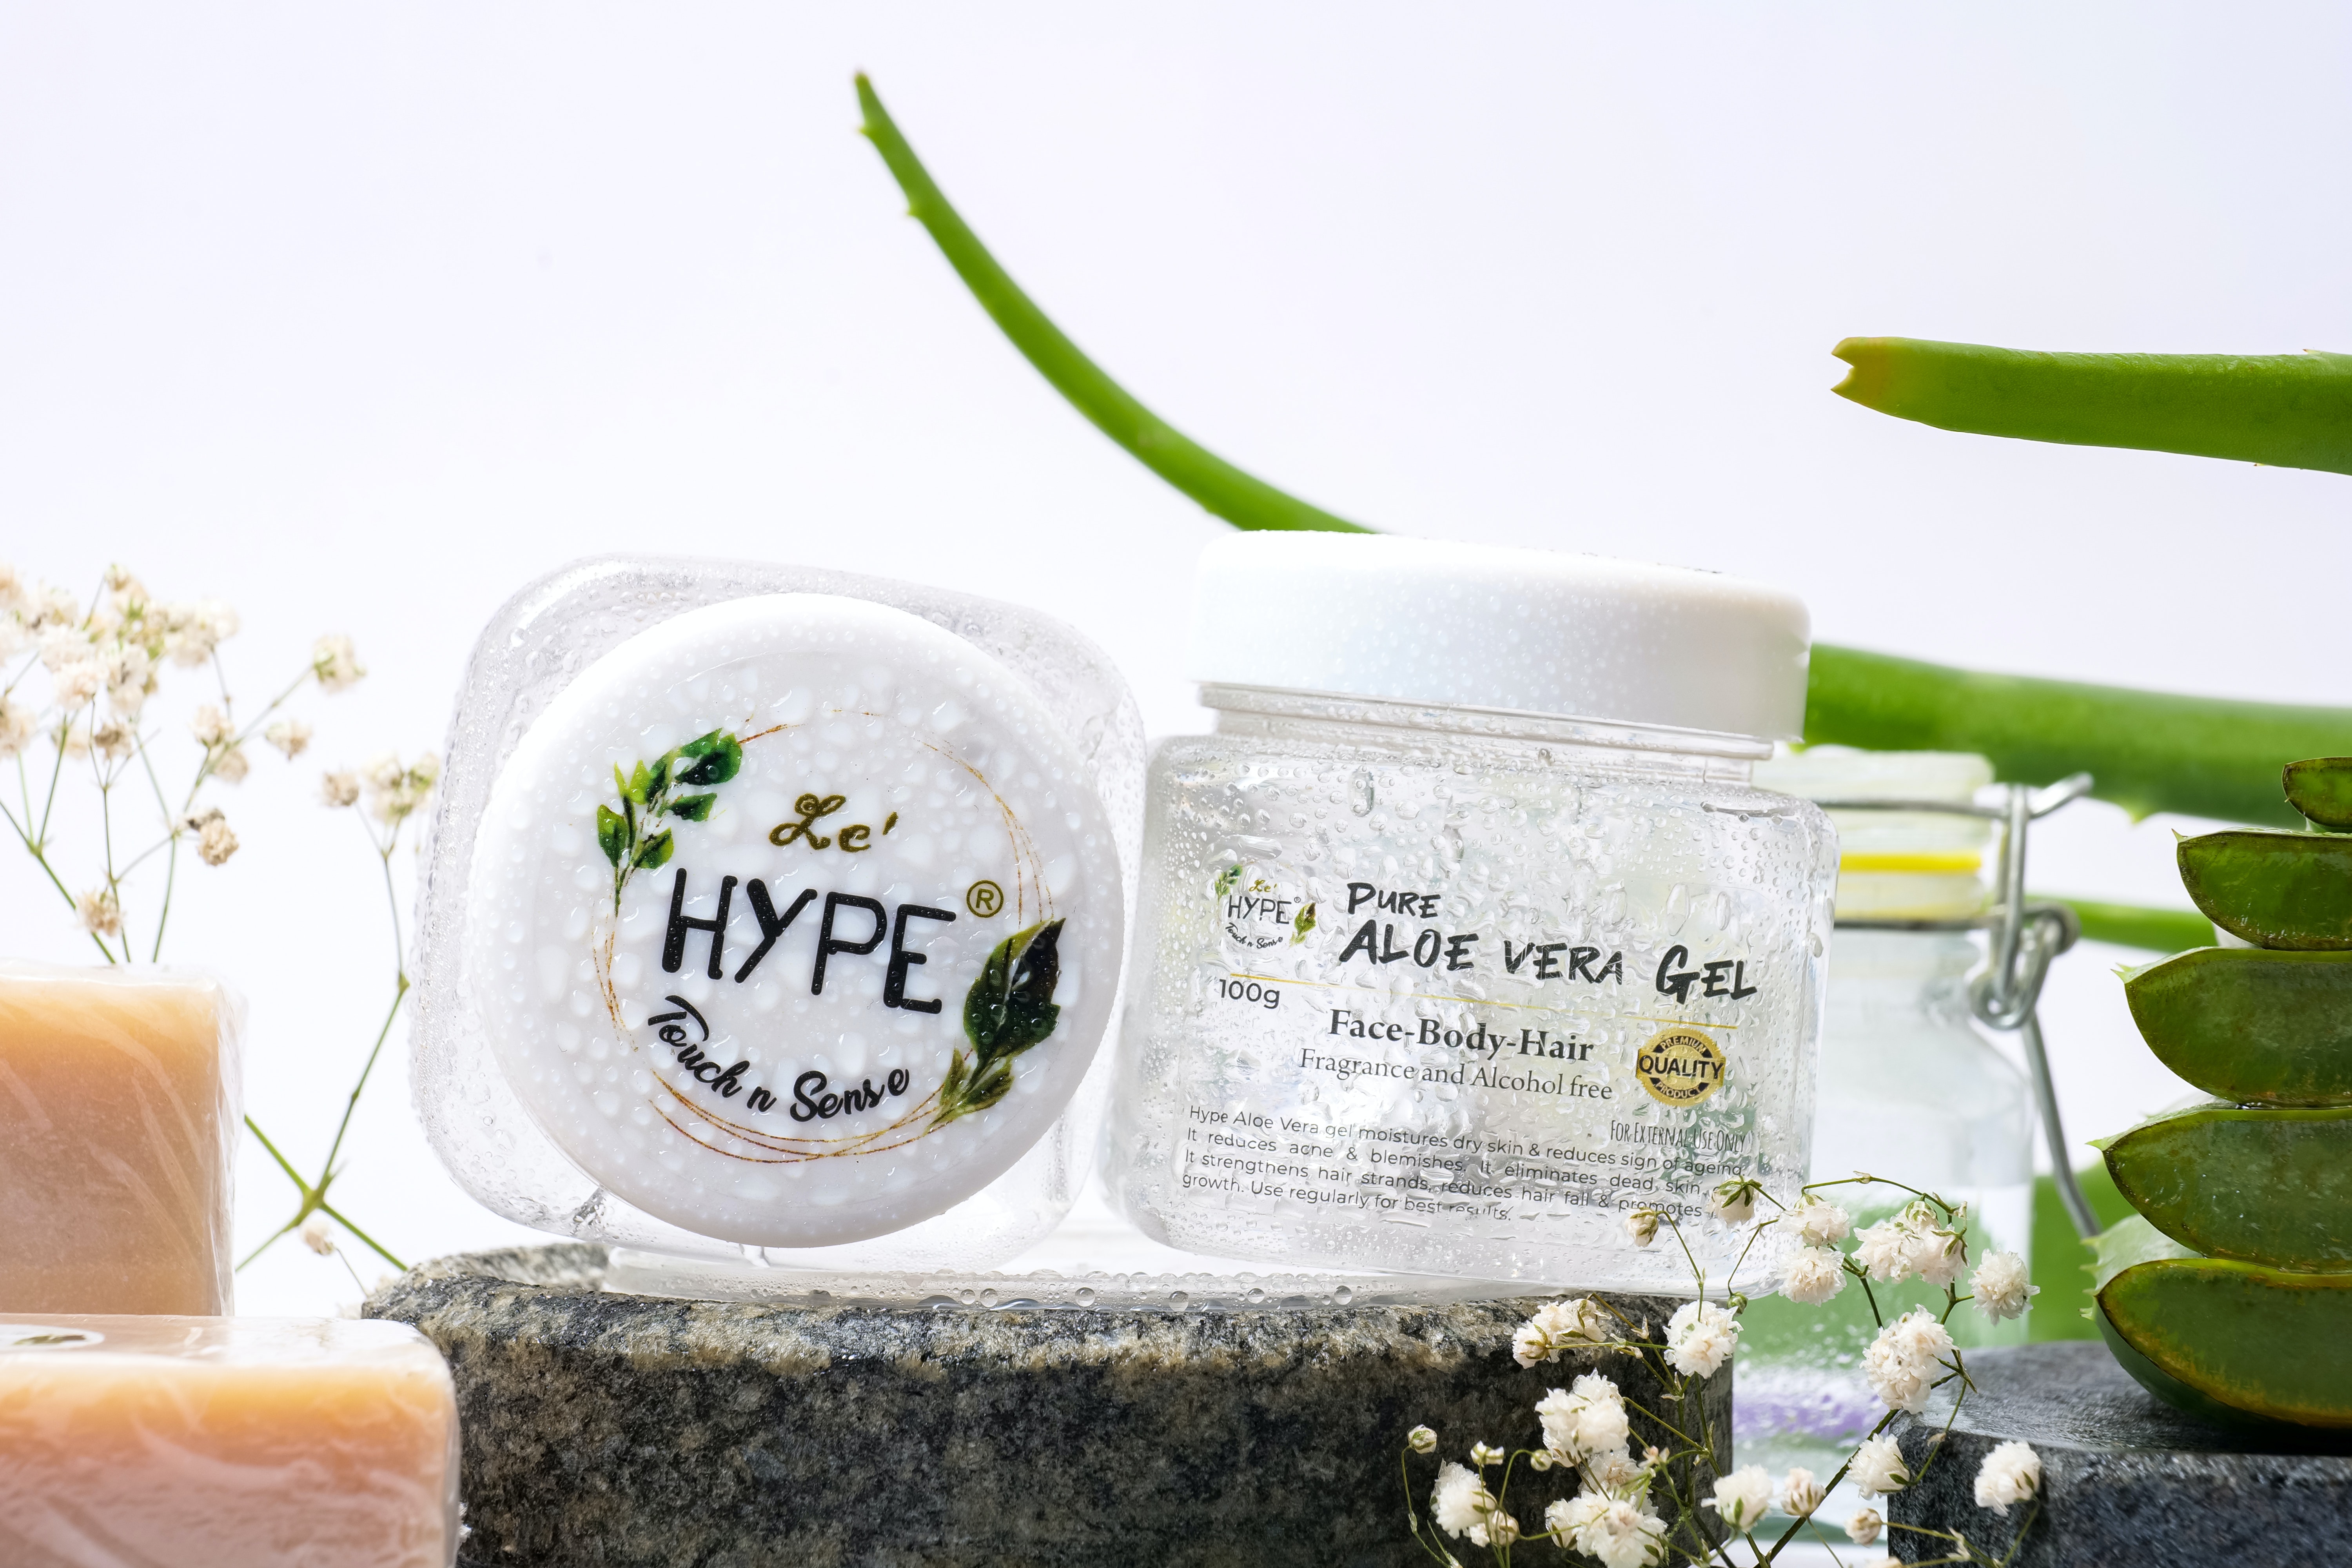 Le'
HYPE®
Touch n Sense
Le'
HYPE®
Touch n Sense
PURE
ALOE VERA GEL
100g
Face-Body-Hair
Fragrance and Alcohol free
PREMIUM
QUALITY
PRODUCT
FOR EXTERNAL USE ONLY
Hype Aloe Vera gel moistures dry skin & reduces sign of ageing.
It reduces acne & blemishes. It eliminates dead skin.
It strengthens hair strands, reduces hair fall & promotes
growth. Use regularly for best results.